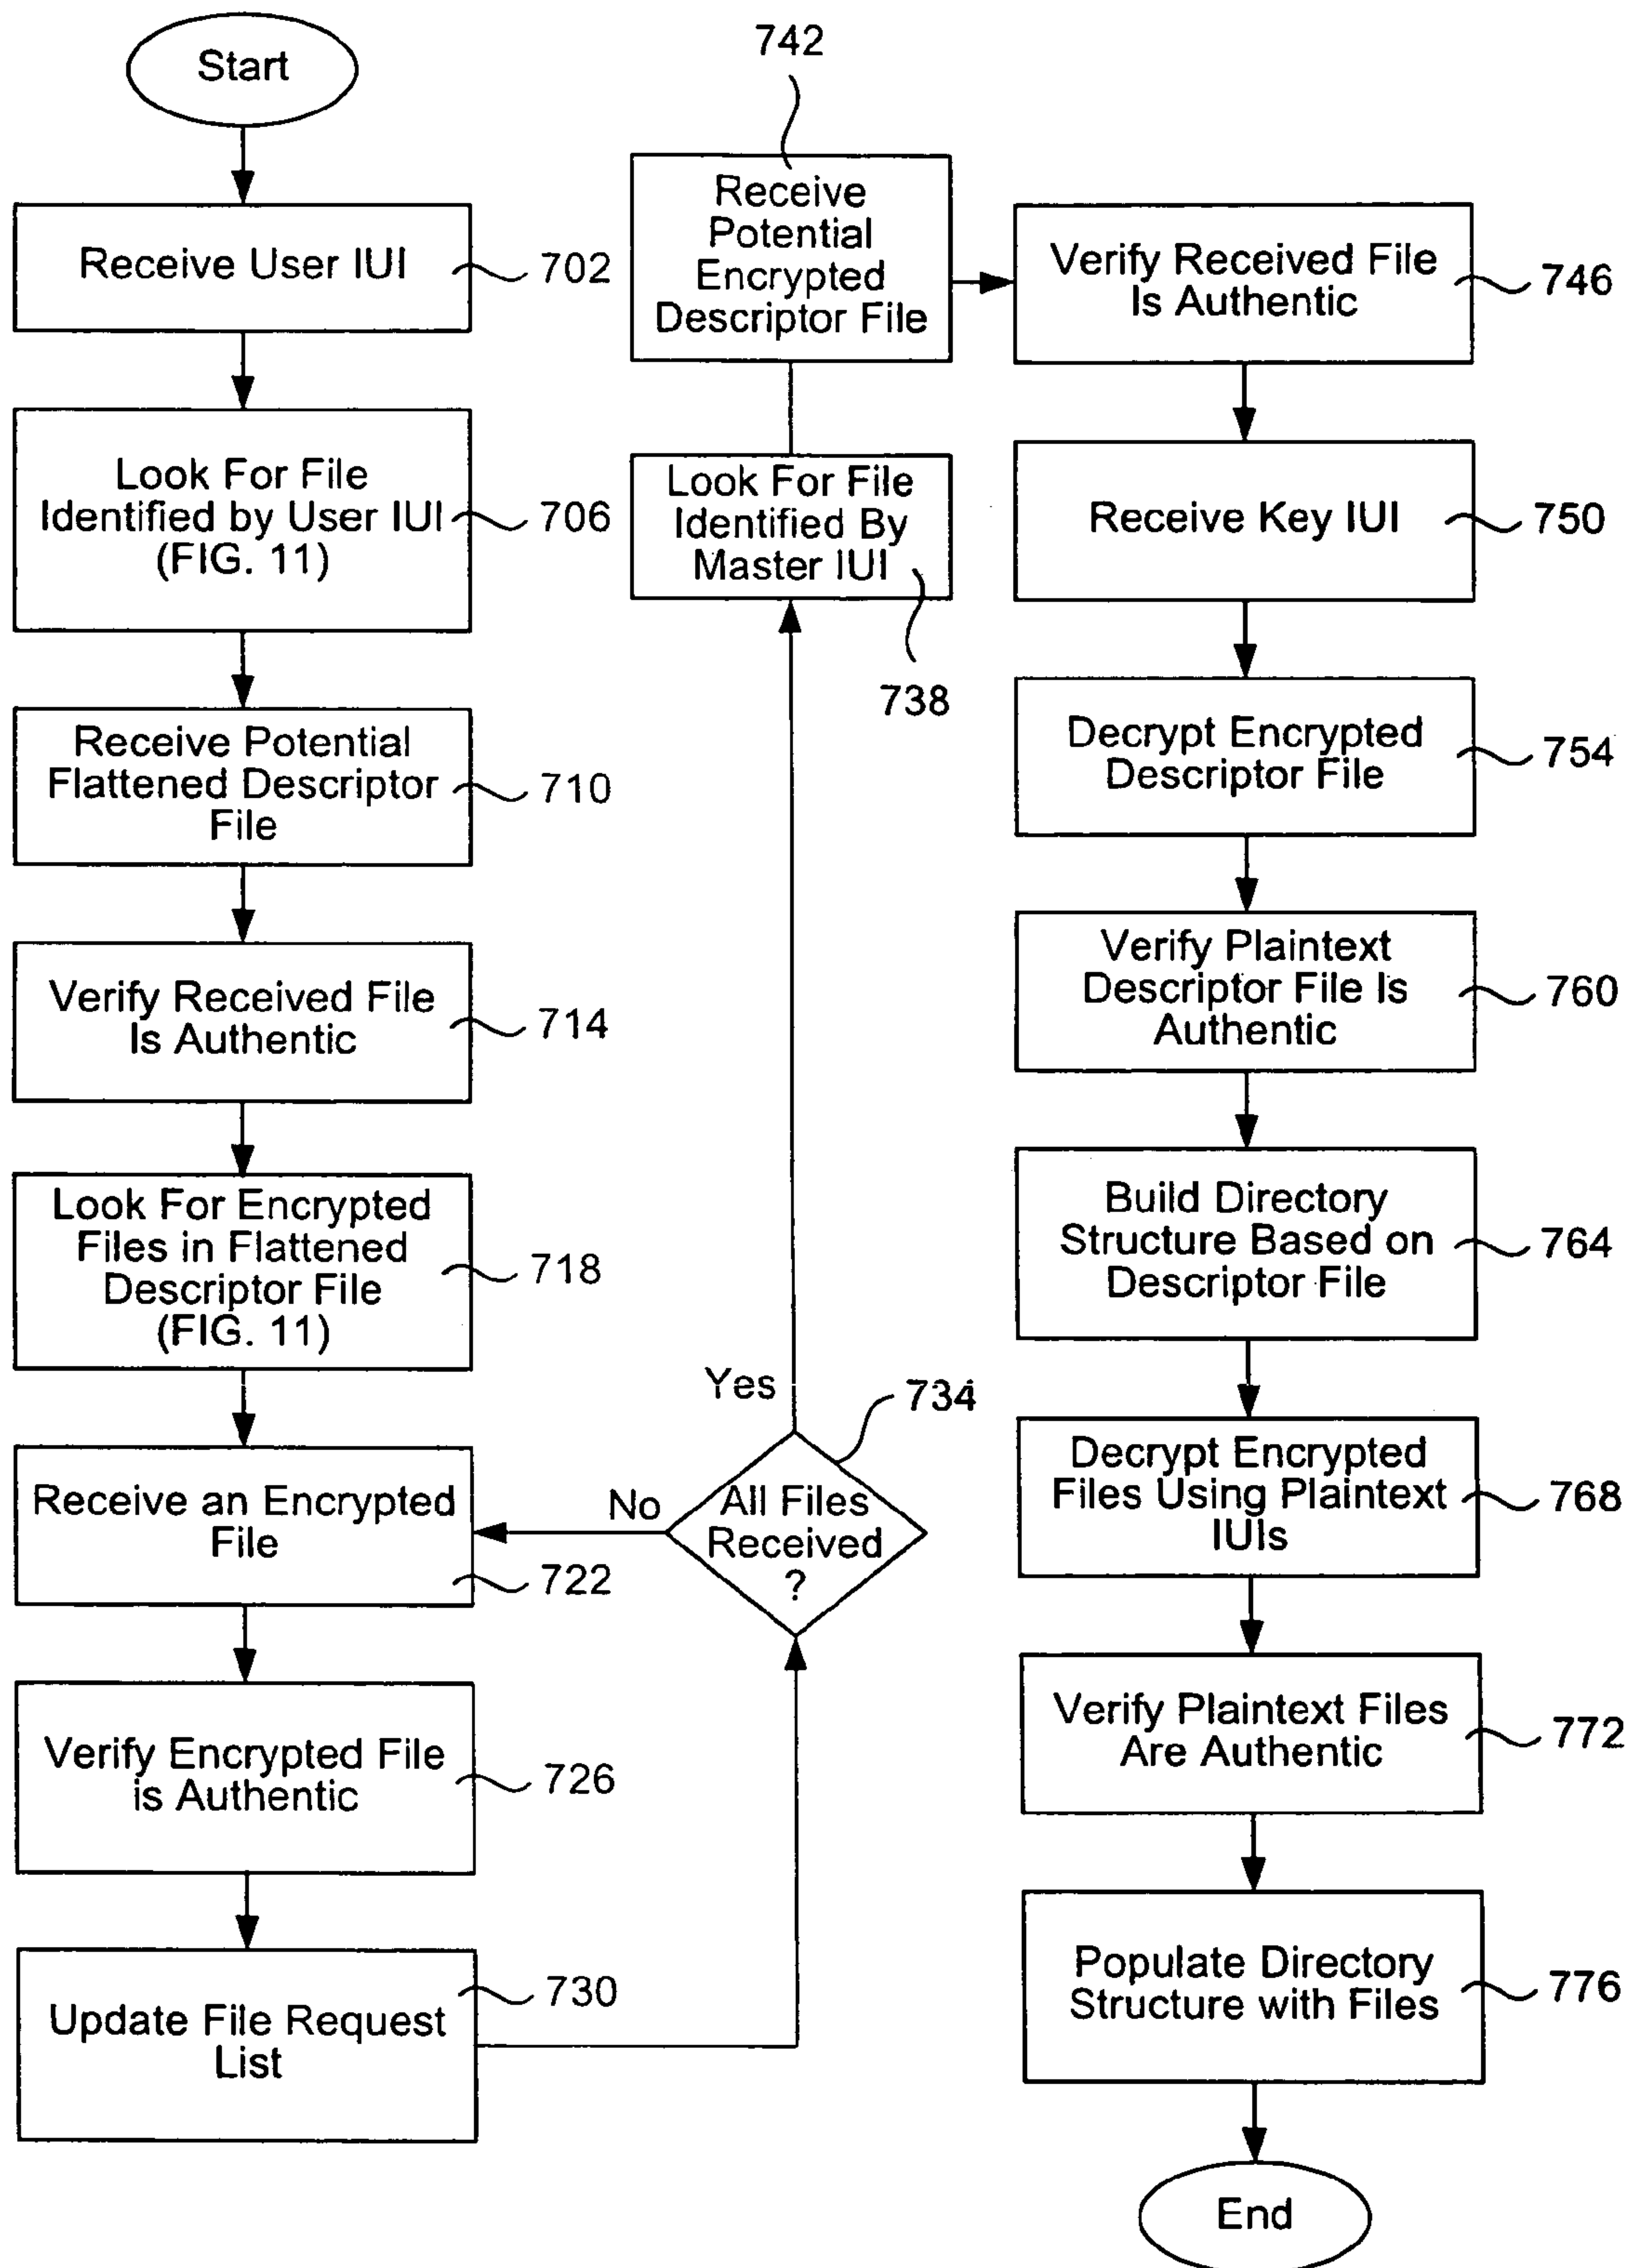 Start
Receive User IUI
702
Look For File
Identified by User IUI
(FIG. 11)
706
Receive Potential
Flattened Descriptor
File
710
Verify Received File
Is Authentic
714
Look For Encrypted
Files in Flattened
Descriptor File
(FIG. 11)
718
Receive an Encrypted
File
722
Verify Encrypted File
is Authentic
726
Update File Request
List
730
All Files
Received
?
734
No
Yes
Look For File
Identified By
Master IUI
738
742
Receive
Potential
Encrypted
Descriptor File
Verify Received File
Is Authentic
746
Receive Key IUI
750
Decrypt Encrypted
Descriptor File
754
Verify Plaintext
Descriptor File Is
Authentic
760
Build Directory
Structure Based on
Descriptor File
764
Decrypt Encrypted
Files Using Plaintext
IUIs
768
Verify Plaintext Files
Are Authentic
772
Populate Directory
Structure with Files
776
End